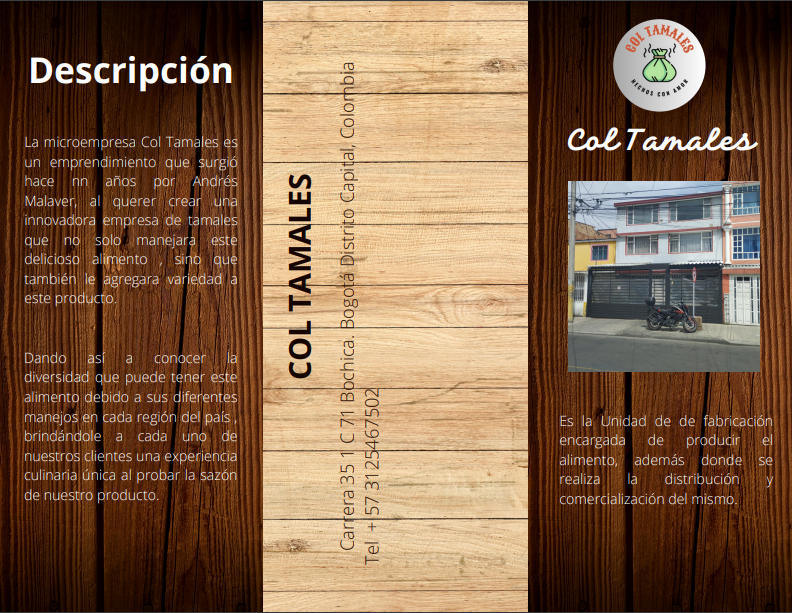 Descripción
La microempresa Col Tamales es
un emprendimiento que surgió
hace nn años por Andrés
Malaver, al querer crear una
innovadora empresa de tamales
que no solo manejara este
delicioso alimento , sino que
también le agregara variedad a
este producto.
Dando así a conocer la
diversidad que puede tener este
alimento debido a sus diferentes
manejos en cada región del país ,
brindándole a cada uno de
nuestros clientes una experiencia
culinaria única al probar la sazón
de nuestro producto.
COL TAMALES
Carrera 35 1 C 71 Bochica. Bogotá Distrito Capital, Colombia
Tel + 57 3125467502
COL TAMALES
HECHOS CON AMOR
Col Tamales
Es la Unidad de de fabricación
encargada de producir el
alimento, además donde se
realiza la distribución y
comercialización del mismo.